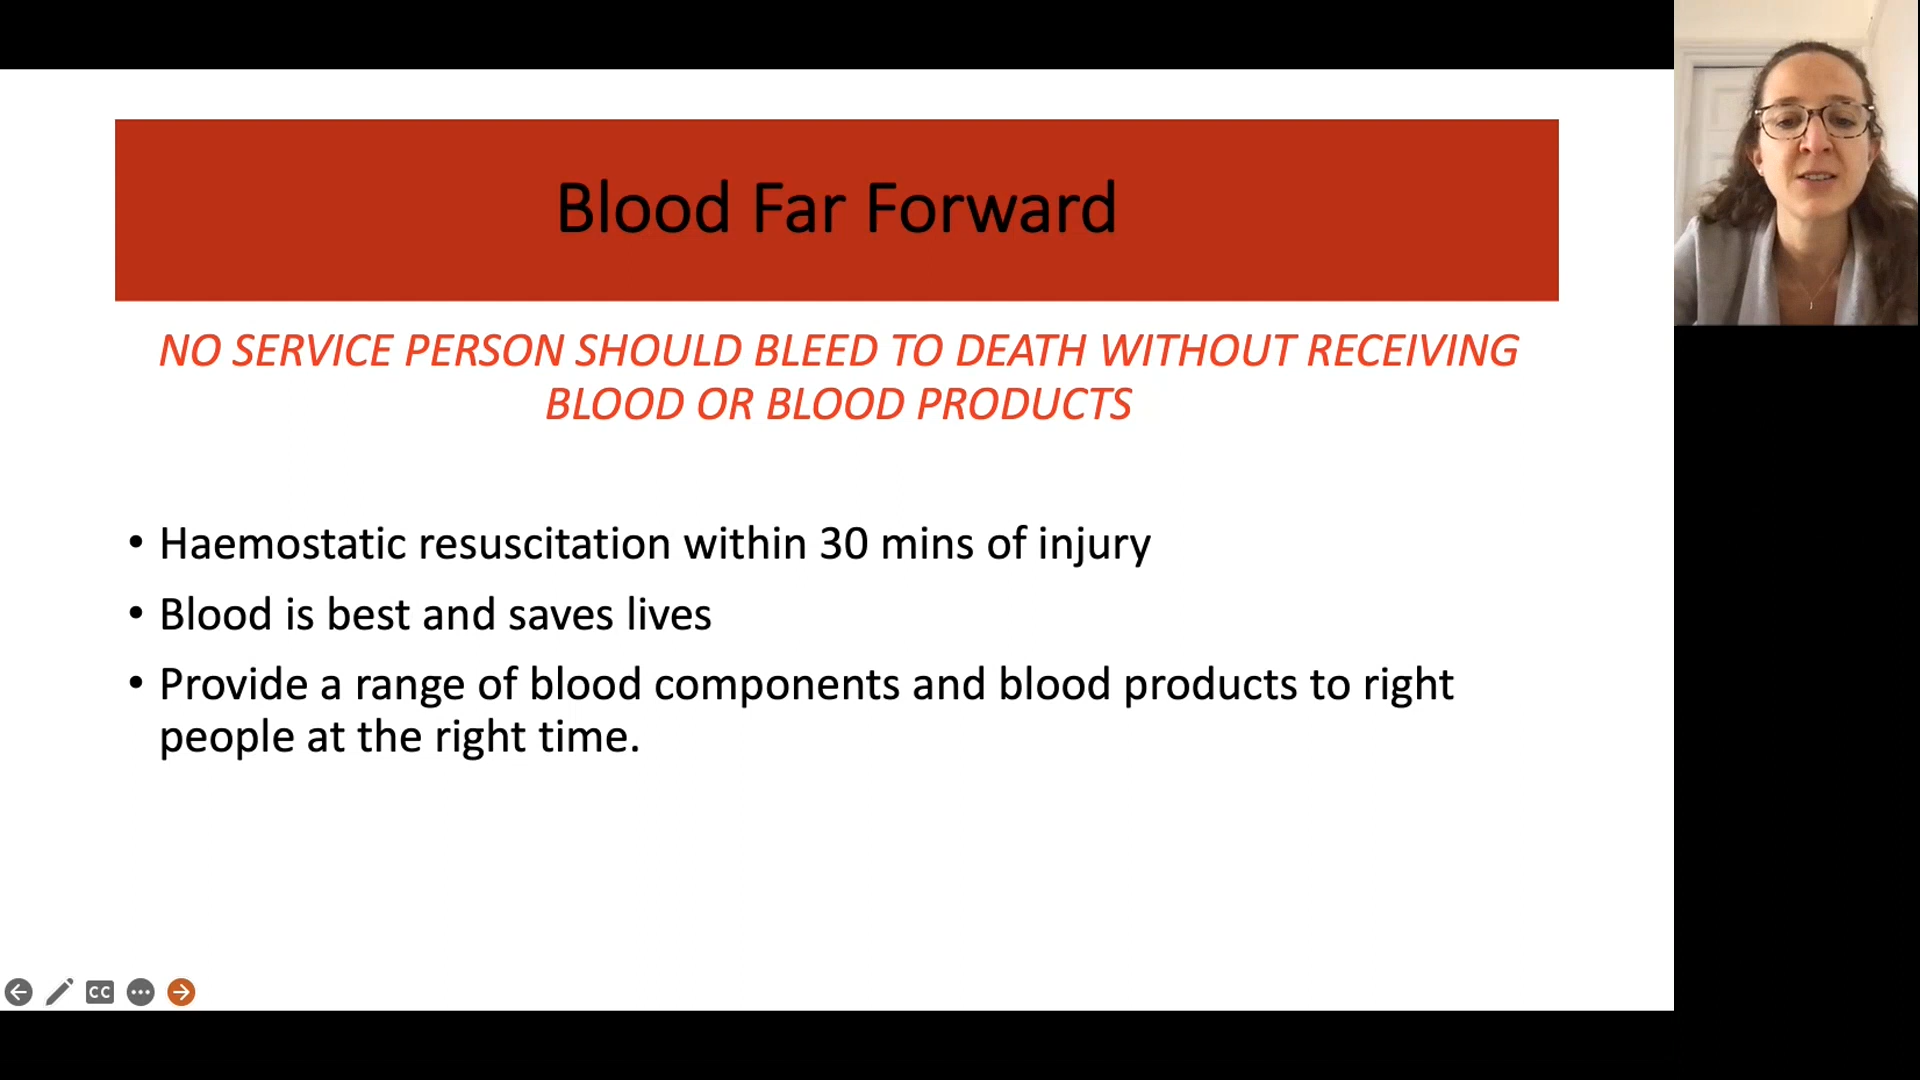 Blood Far Forward
NO SERVICE PERSON SHOULD BLEED TO DEATH WITHOUT RECEIVING
BLOOD OR BLOOD PRODUCTS
• Haemostatic resuscitation within 30 mins of injury
• Blood is best and saves lives
• Provide a range of blood components and blood products to right
people at the right time.
CC